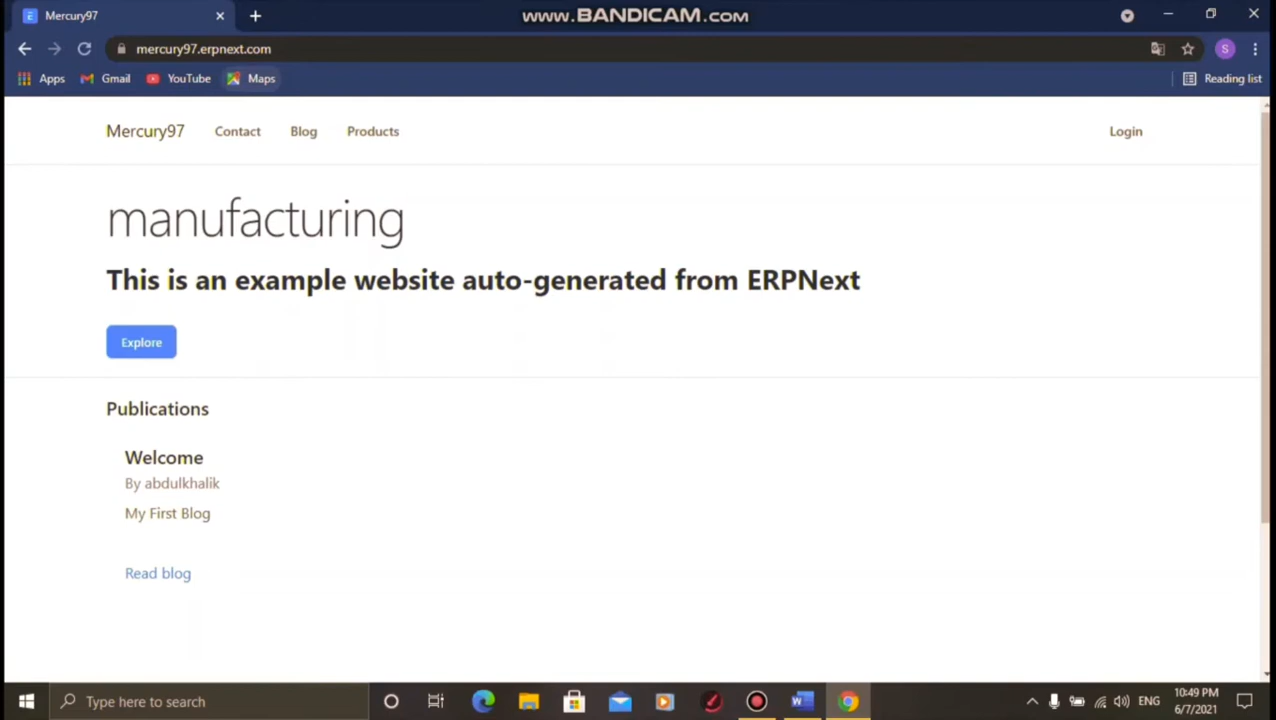 Mercury97
www.BANDICAM.com
mercury97.erpnext.com
S
Apps Gmail YouTube Maps Reading list
Mercury97 Contact Blog Products Login
manufacturing
This is an example website auto-generated from ERPNext
Explore
Publications
Welcome
By abdulkhalik
My First Blog
Read blog
Type here to search
ENG
10:49 PM
6/7/2021